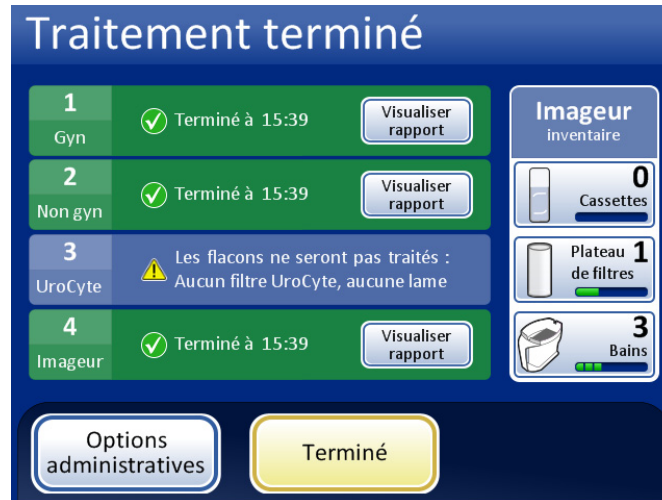 Traitement terminé
1
Gyn
Terminé à 15:39
Visualiser
rapport
2
Non gyn
Terminé à 15:39
Visualiser
rapport
3
UroCyte
Les flacons ne seront pas traités :
Aucun filtre UroCyte, aucune lame
4
Imageur
Terminé à 15:39
Visualiser
rapport
Imageur
inventaire
0
Cassettes
Plateau 1
de filtres
3
Bains
Options
administratives
Terminé